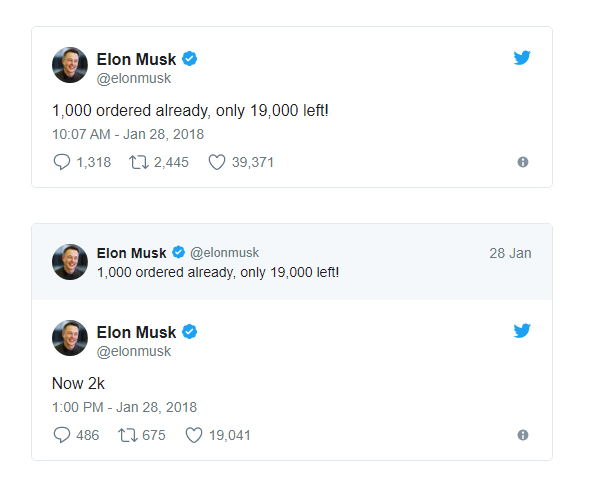 Elon Musk
@elonmusk
1,000 ordered already, only 19,000 left!
10:07 AM - Jan 28, 2018
1,318 2,445 39,371
Elon Musk @elonmusk 28 Jan
1,000 ordered already, only 19,000 left!
Elon Musk
@elonmusk
Now 2k
1:00 PM - Jan 28, 2018
486 675 19,041